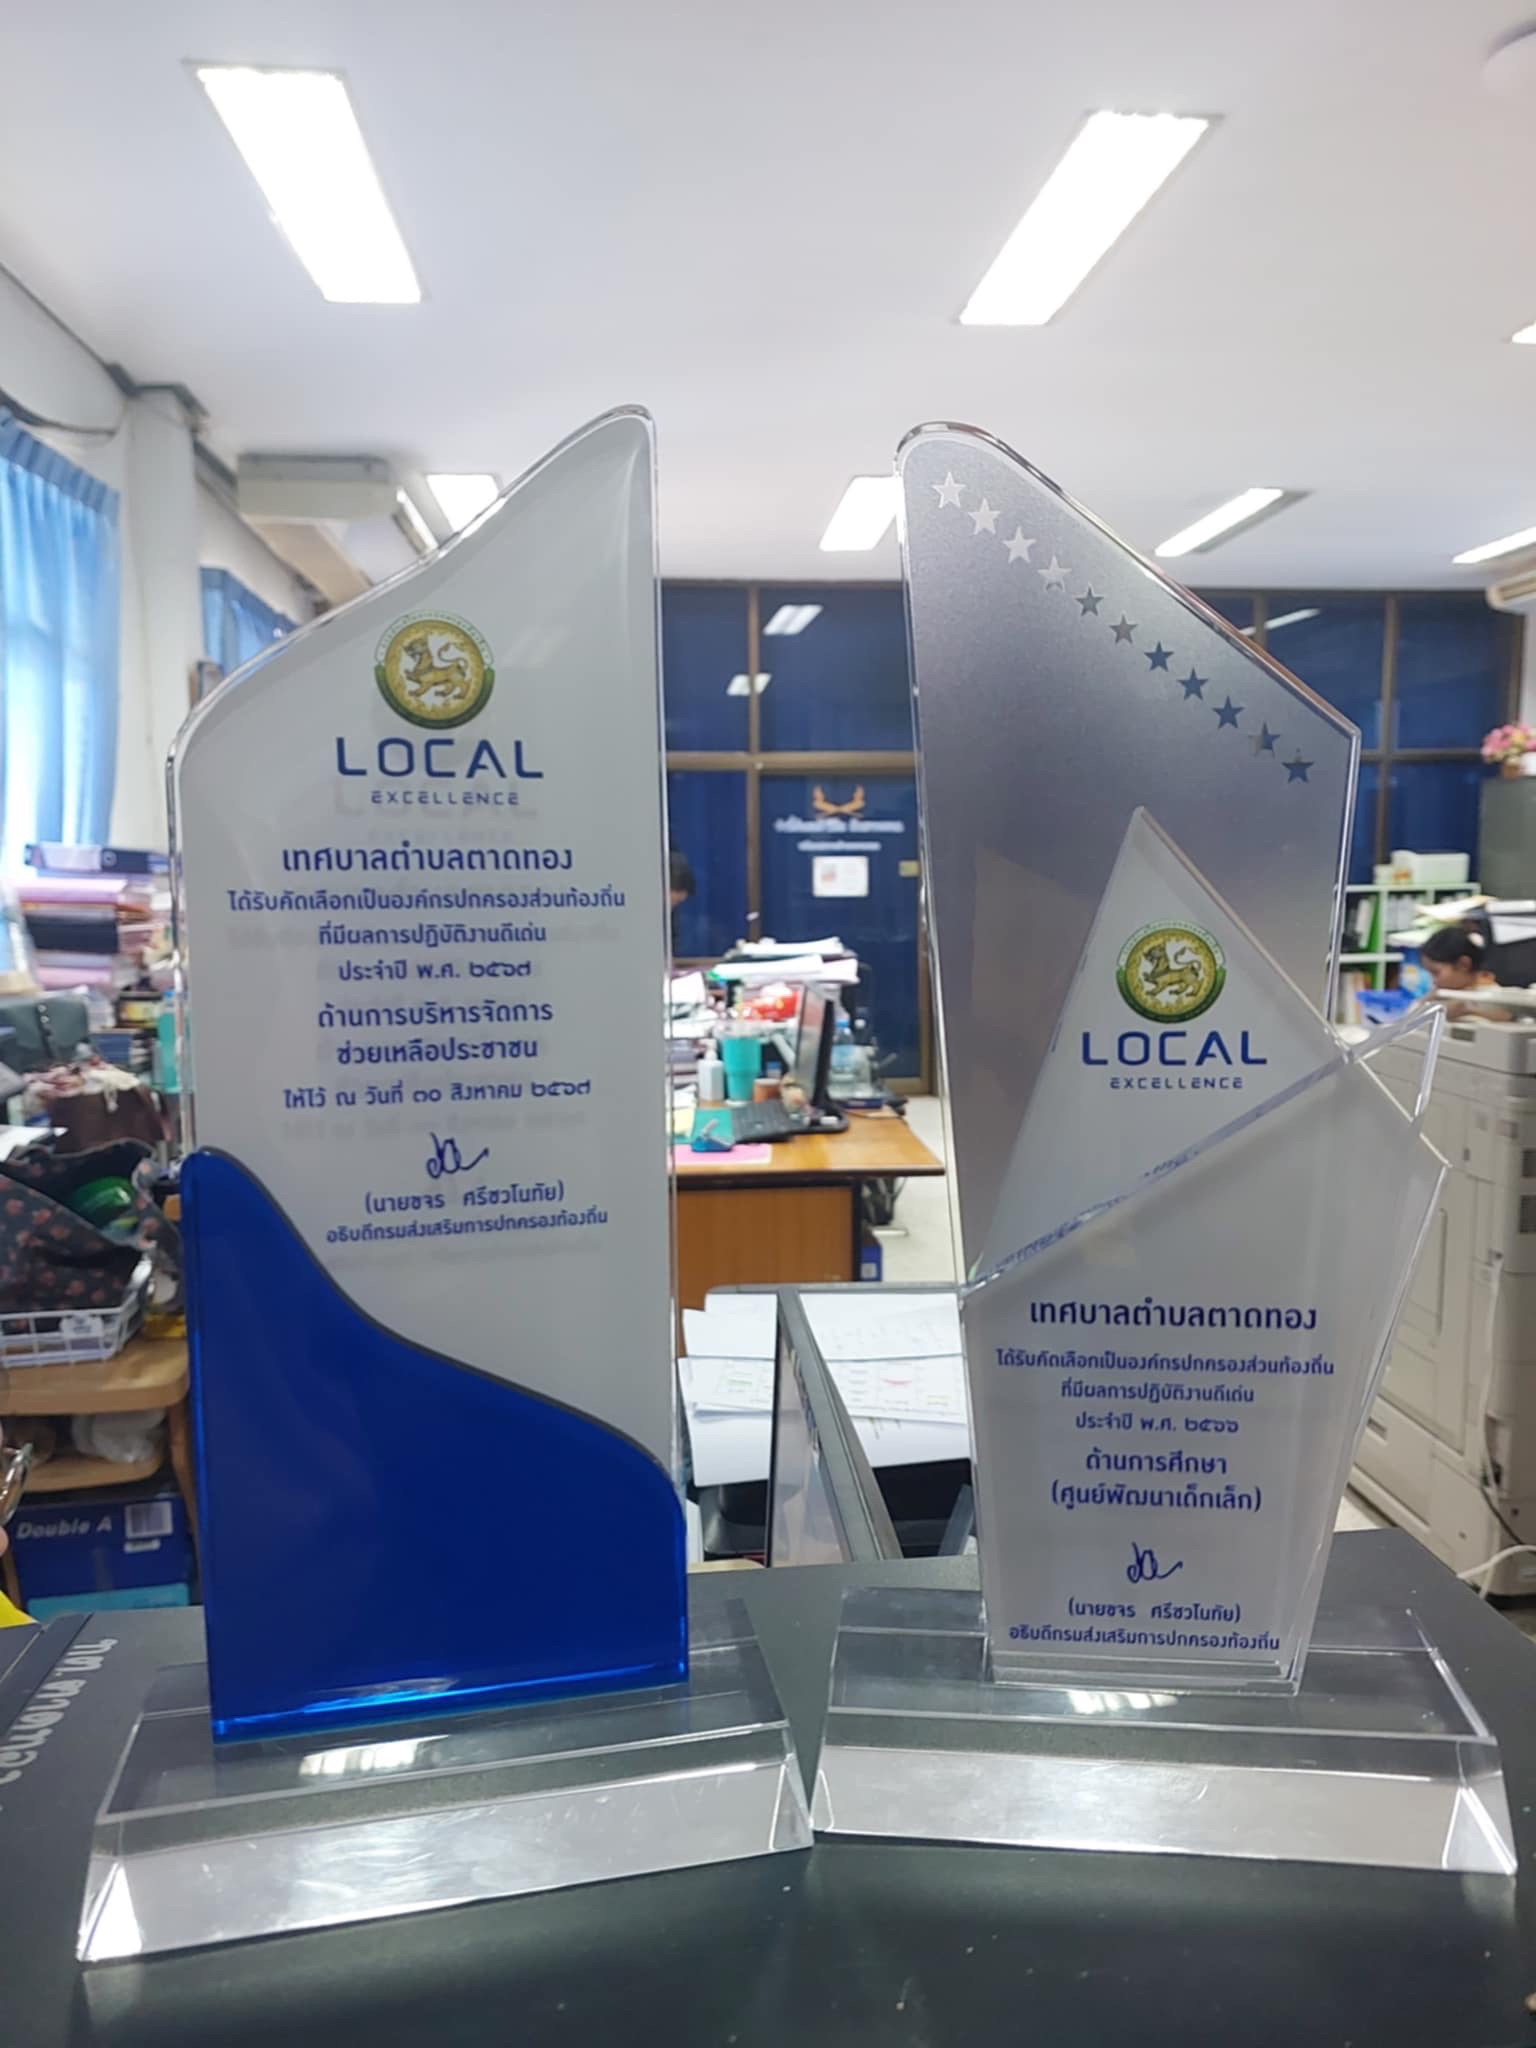 LOCAL
EXCELLENCE
เทศบาลตำบลตาดทอง
ได้รับคัดเลือกเป็นองค์กรปกครองส่วนท้องถิ่น
ที่มีผลการปฏิบัติงานดีเด่น
ประจำปี พ.ศ. ๒๕๖๗
ด้านการบริหารจัดการ
ช่วยเหลือประชาชน
ให้ไว้ ณ วันที่ ๓๐ สิงหาคม ๒๕๖๗
(นายขจร ศรีชวโนทัย)
อธิบดีกรมส่งเสริมการปกครองท้องถิ่น
LOCAL
EXCELLENCE
เทศบาลตำบลตาดทอง
ได้รับคัดเลือกเป็นองค์กรปกครองส่วนท้องถิ่น
ที่มีผลการปฏิบัติงานดีเด่น
ประจำปี พ.ศ. ๒๕๖๖
ด้านการศึกษา
(ศูนย์พัฒนาเด็กเล็ก)
(นายขจร ศรีชวโนทัย)
อธิบดีกรมส่งเสริมการปกครองท้องถิ่น
Double A